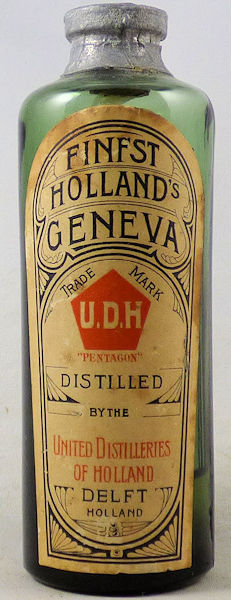 FINEST
HOLLAND'S
GENEVA
TRADE MARK
U.D.H
"PENTAGON"
DISTILLED
BY THE
UNITED DISTILLERIES
OF HOLLAND
DELFT
HOLLAND